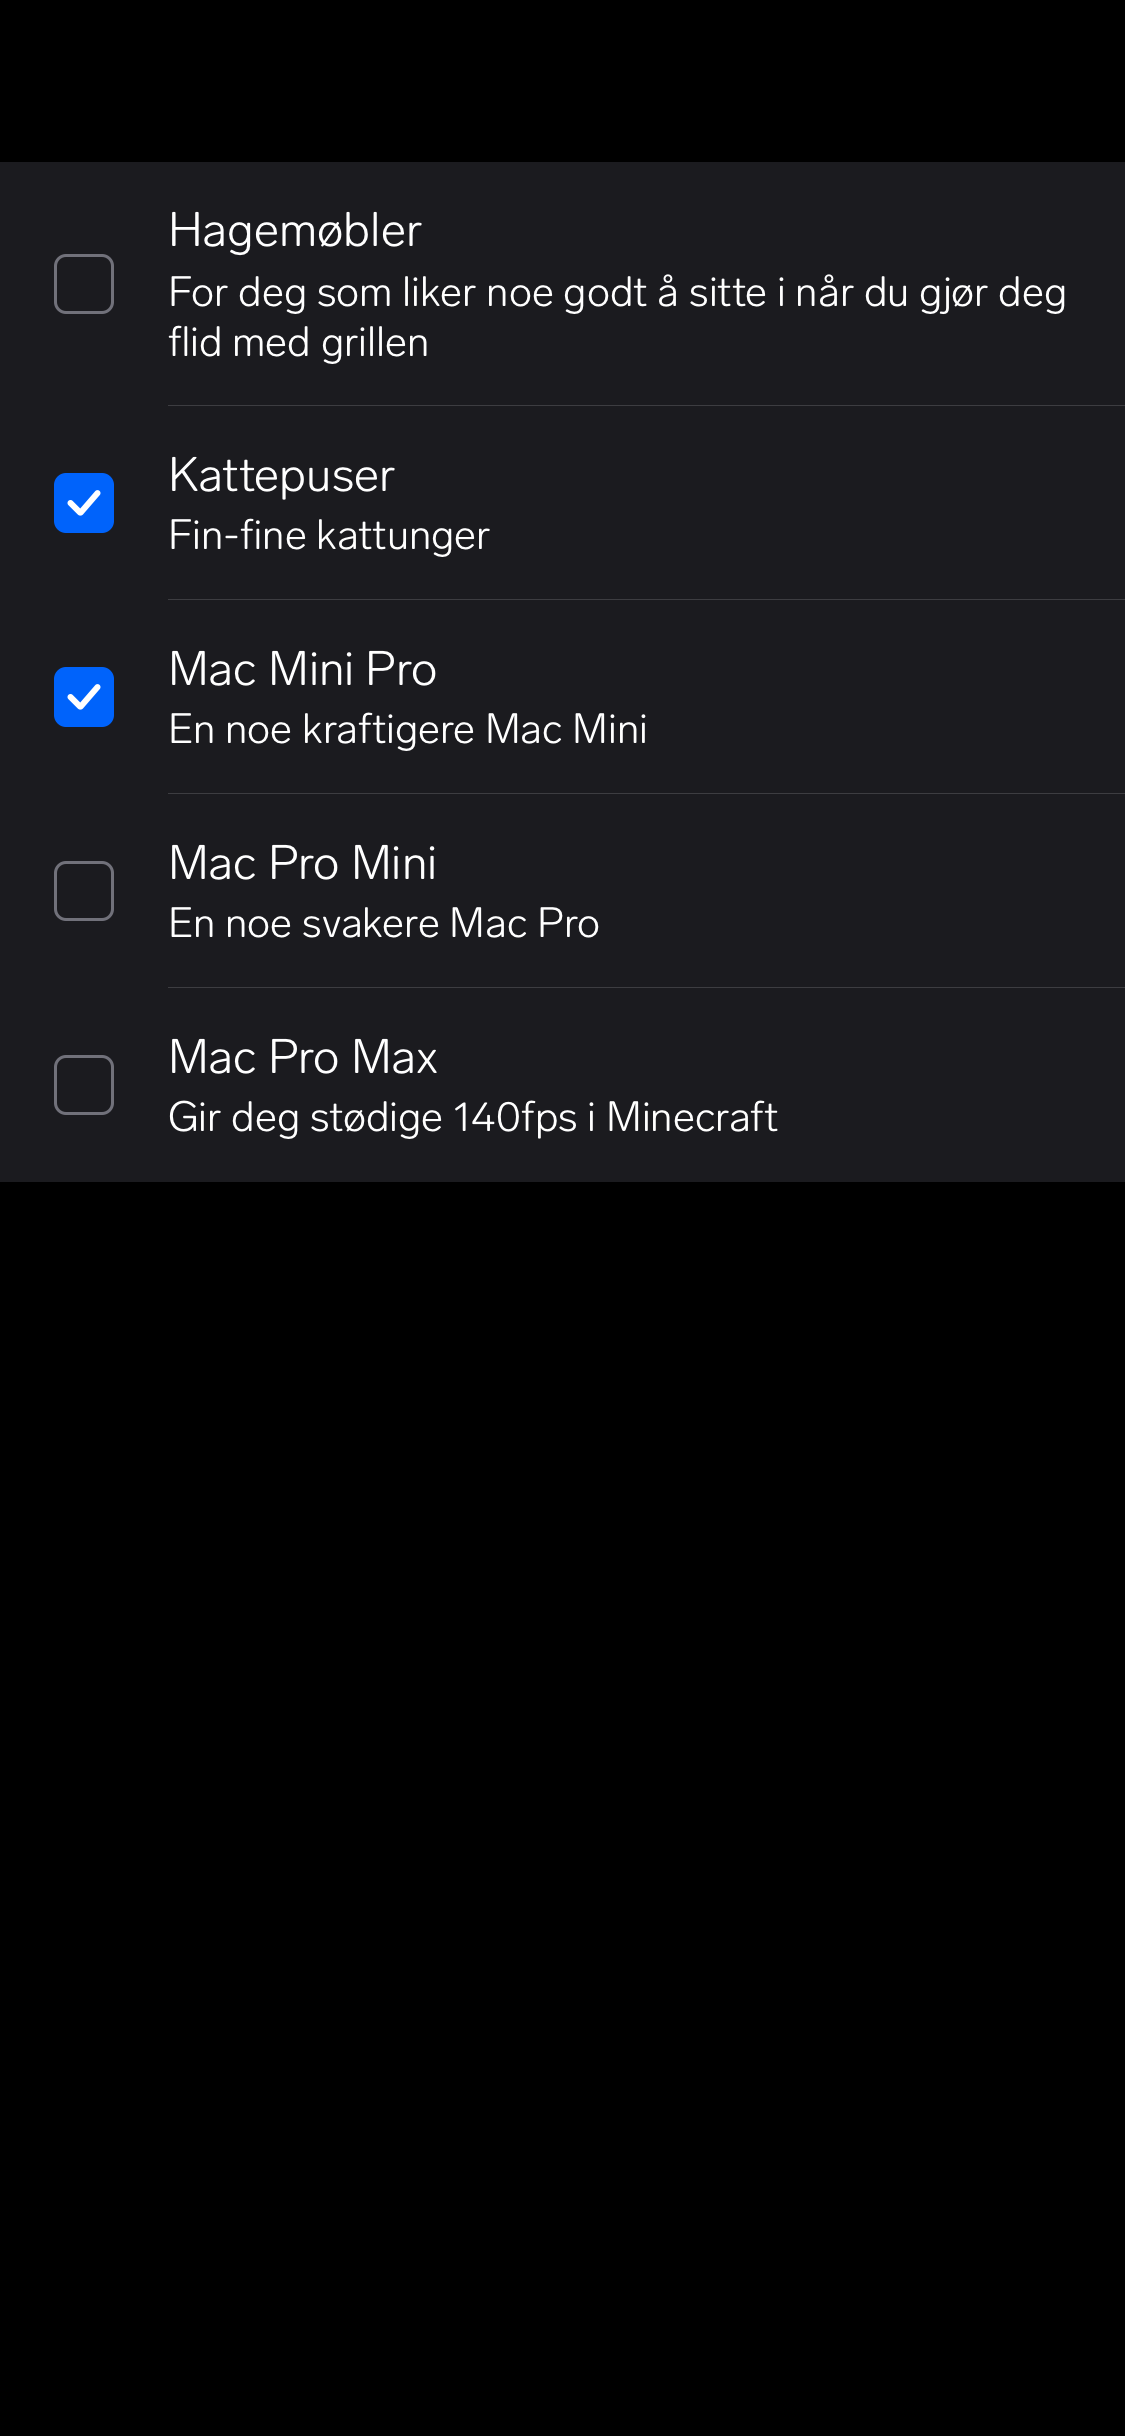 Hagemøbler
For deg som liker noe godt å sitte i når du gjør deg
flid med grillen
Kattepuser
Fin-fine kattunger
Mac Mini Pro
En noe kraftigere Mac Mini
Mac Pro Mini
En noe svakere Mac Pro
Mac Pro Max
Gir deg stødige 140fps i Minecraft